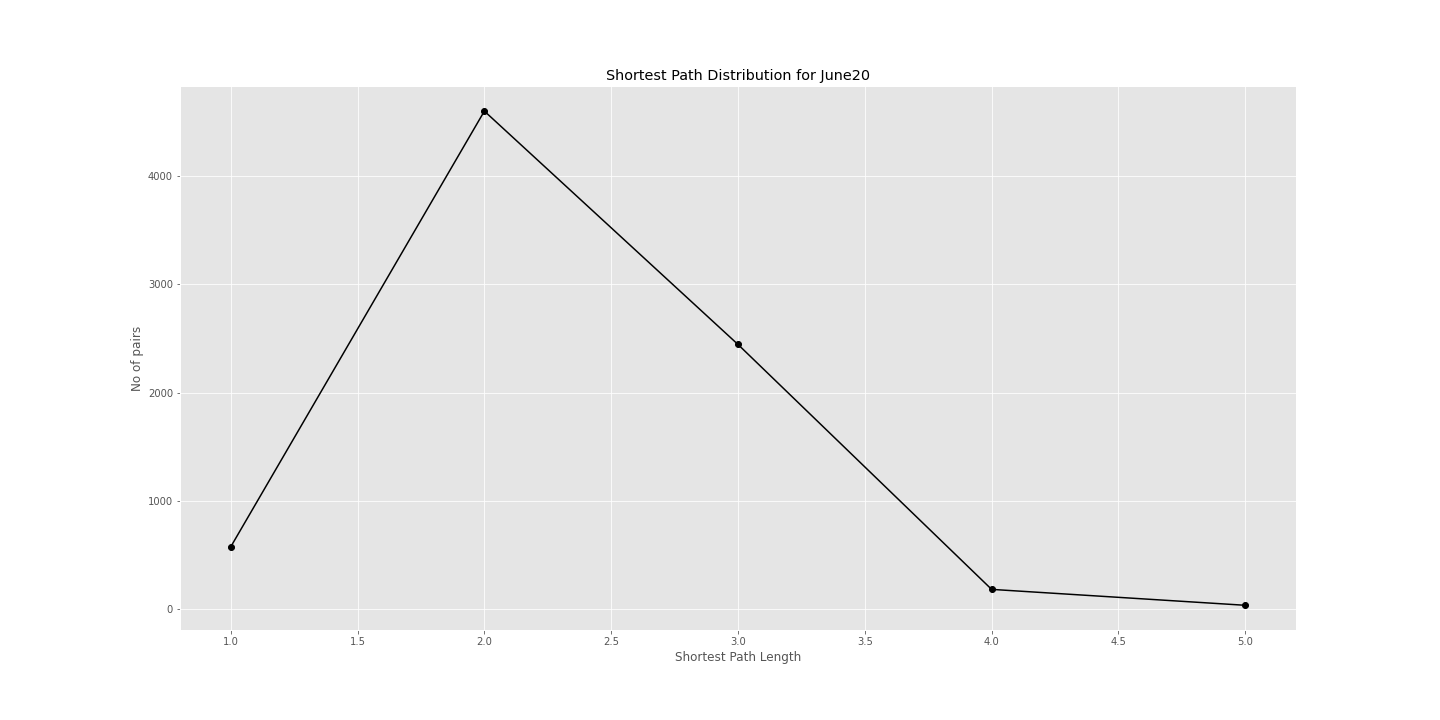 Shortest Path Distribution for June20
4000
3000
2000
1000
0
No of pairs
1.0 1.5 2.0 2.5 3.0 3.5 4.0 4.5 5.0
Shortest Path Length